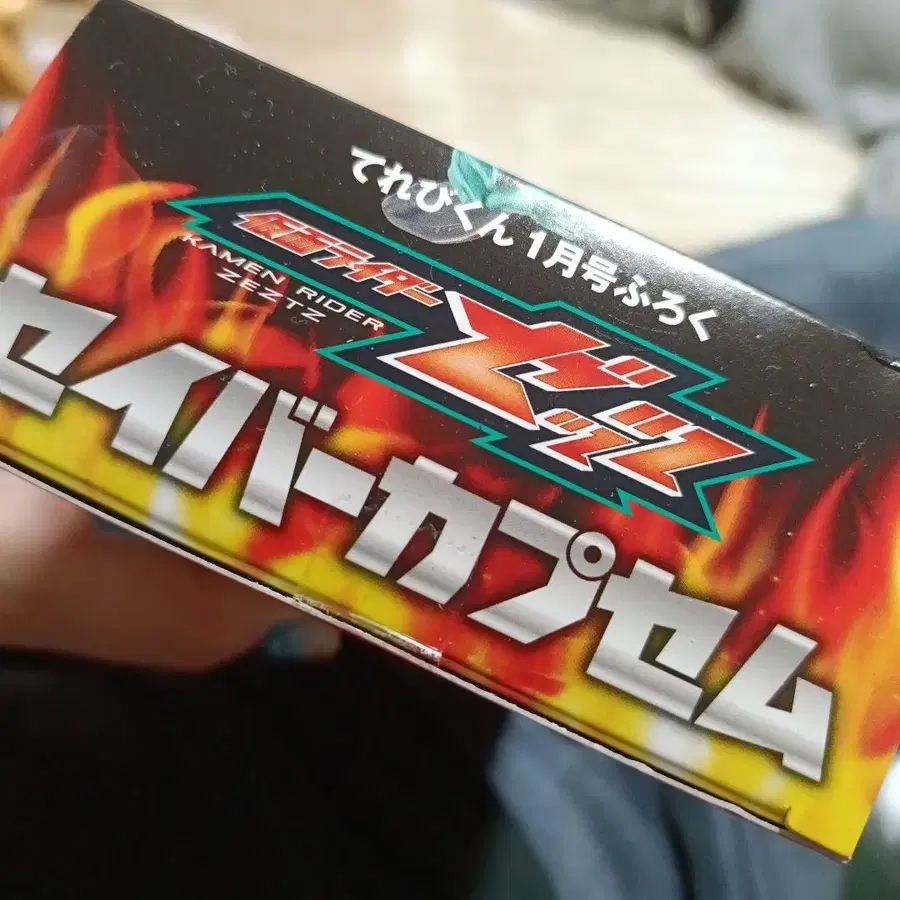 てれびくん1月号ふろく
仮面ライダー
KAMEN RIDER
ZEZTZ
ゼッツ
セイバーカプセム